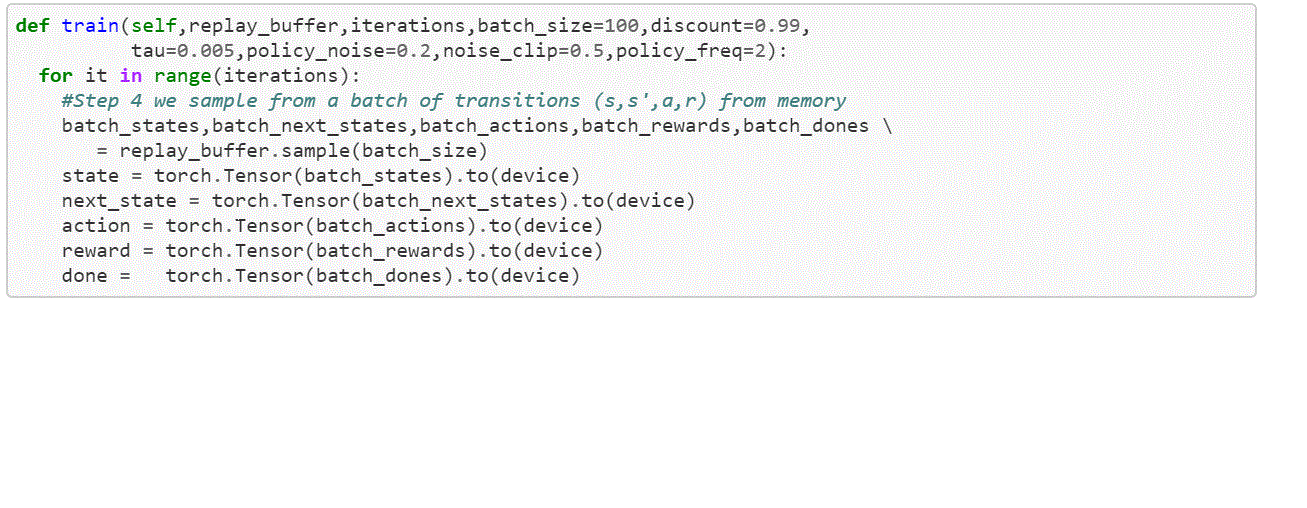 def train(self,replay_buffer,iterations,batch_size=100,discount=0.99,
          tau=0.005,policy_noise=0.2,noise_clip=0.5,policy_freq=2):
  for it in range(iterations):
    #Step 4 we sample from a batch of transitions (s,s',a,r) from memory
    batch_states,batch_next_states,batch_actions,batch_rewards,batch_dones \
       = replay_buffer.sample(batch_size)
    state = torch.Tensor(batch_states).to(device)
    next_state = torch.Tensor(batch_next_states).to(device)
    action = torch.Tensor(batch_actions).to(device)
    reward = torch.Tensor(batch_rewards).to(device)
    done =   torch.Tensor(batch_dones).to(device)